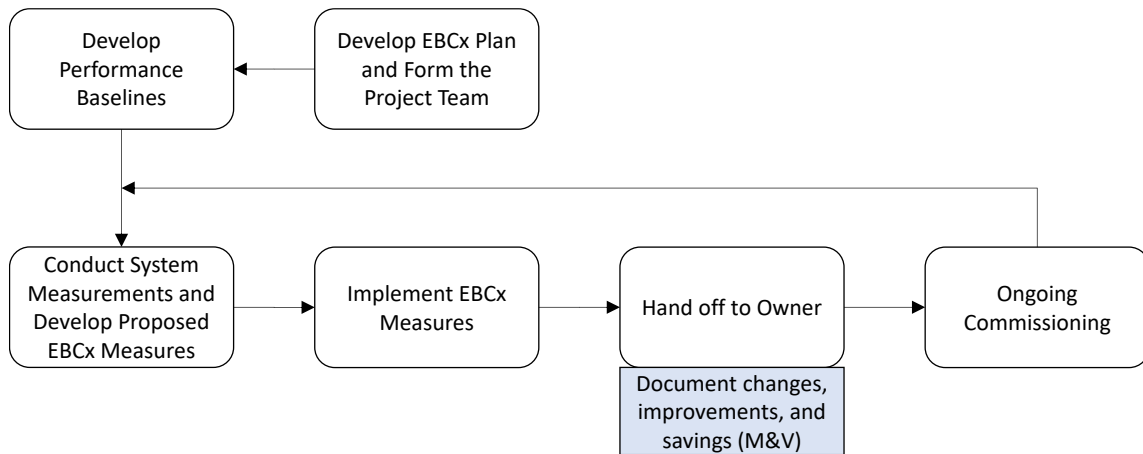 Develop
Performance
Baselines
Develop EBCx Plan
and Form the
Project Team
Conduct System
Measurements and
Develop Proposed
EBCx Measures
Implement EBCx
Measures
Hand off to Owner
Document changes,
improvements, and
savings (M&V)
Ongoing
Commissioning